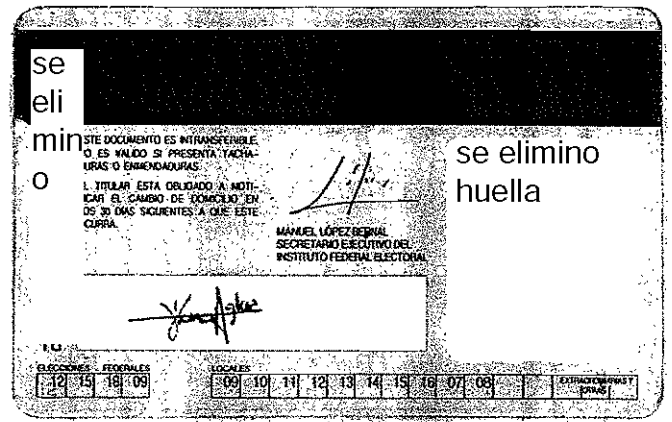 se
eli
min
o
STE DOCUMENTO ES INTRANSFERIBLE,
O ES VALIDO SI PRESENTA TACHA-
URAS O ENMENDADURAS.
L TITULAR ESTA OBLIGADO A NOTI-
ICAR EL CAMBIO DE DOMICILIO EN
OS 30 DIAS SIGUIENTES A QUE ESTE
CURRA.
MANUEL LÓPEZ BERNAL
SECRETARIO EJECUTIVO DEL
INSTITUTO FEDERAL ELECTORAL
se elimino
huella
ELECCIONES FEDERALES
12 15 18 09
LOCALES
09 10 11 12 13 14 15 16 07 08
EXTRAORDINARIAS Y
OTRAS